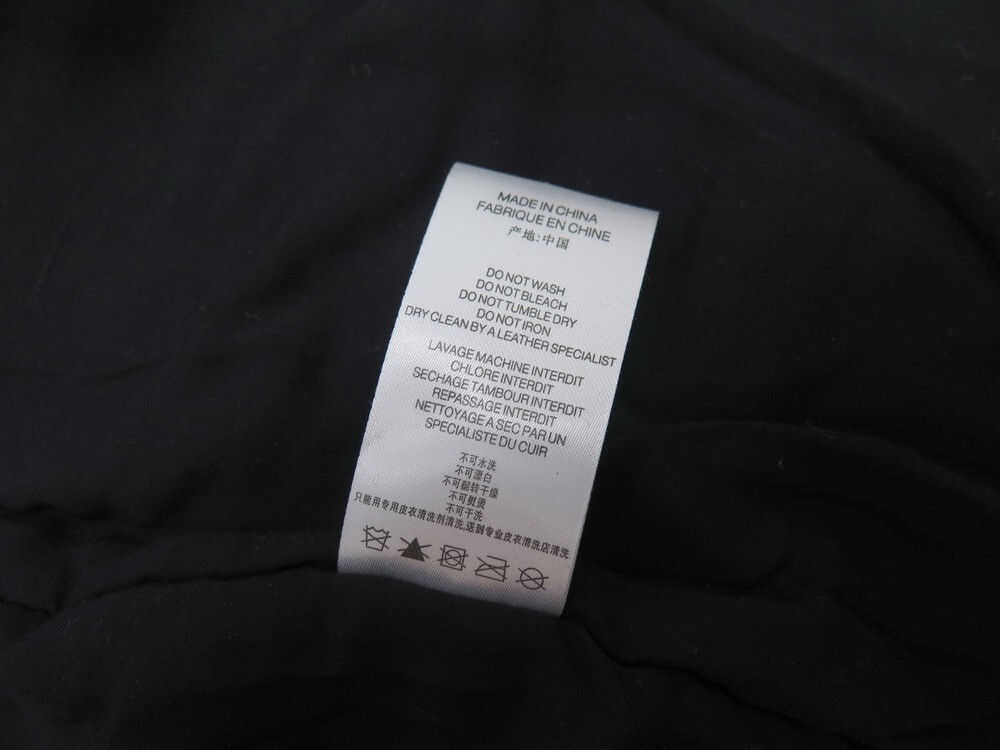 MADE IN CHINA
FABRIQUE EN CHINE
产地:中国
DO NOT WASH
DO NOT BLEACH
DO NOT TUMBLE DRY
DO NOT IRON
DRY CLEAN BY A LEATHER SPECIALIST
LAVAGE MACHINE INTERDIT
CHLORE INTERDIT
SECHAGE TAMBOUR INTERDIT
REPASSAGE INTERDIT
NETTOYAGE A SEC PAR UN
SPECIALISTE DU CUIR
不可水洗
不可漂白
不可翻转干燥
不可熨烫
不可干洗
只能用专用皮衣清洗剂清洗,送到专业皮衣清洗店清洗